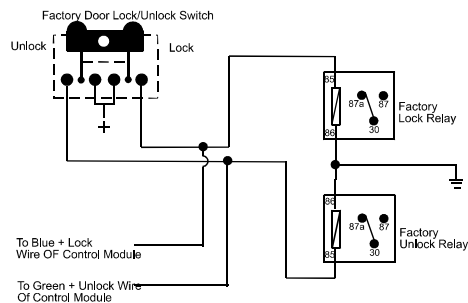 Factory Door Lock/Unlock Switch
Unlock
Lock
+
85
87a
87
30
86
Factory
Lock Relay
86
87a
87
30
85
Factory
Unlock Relay
To Blue + Lock
Wire OF Control Module
To Green + Unlock Wire
Of Control Module